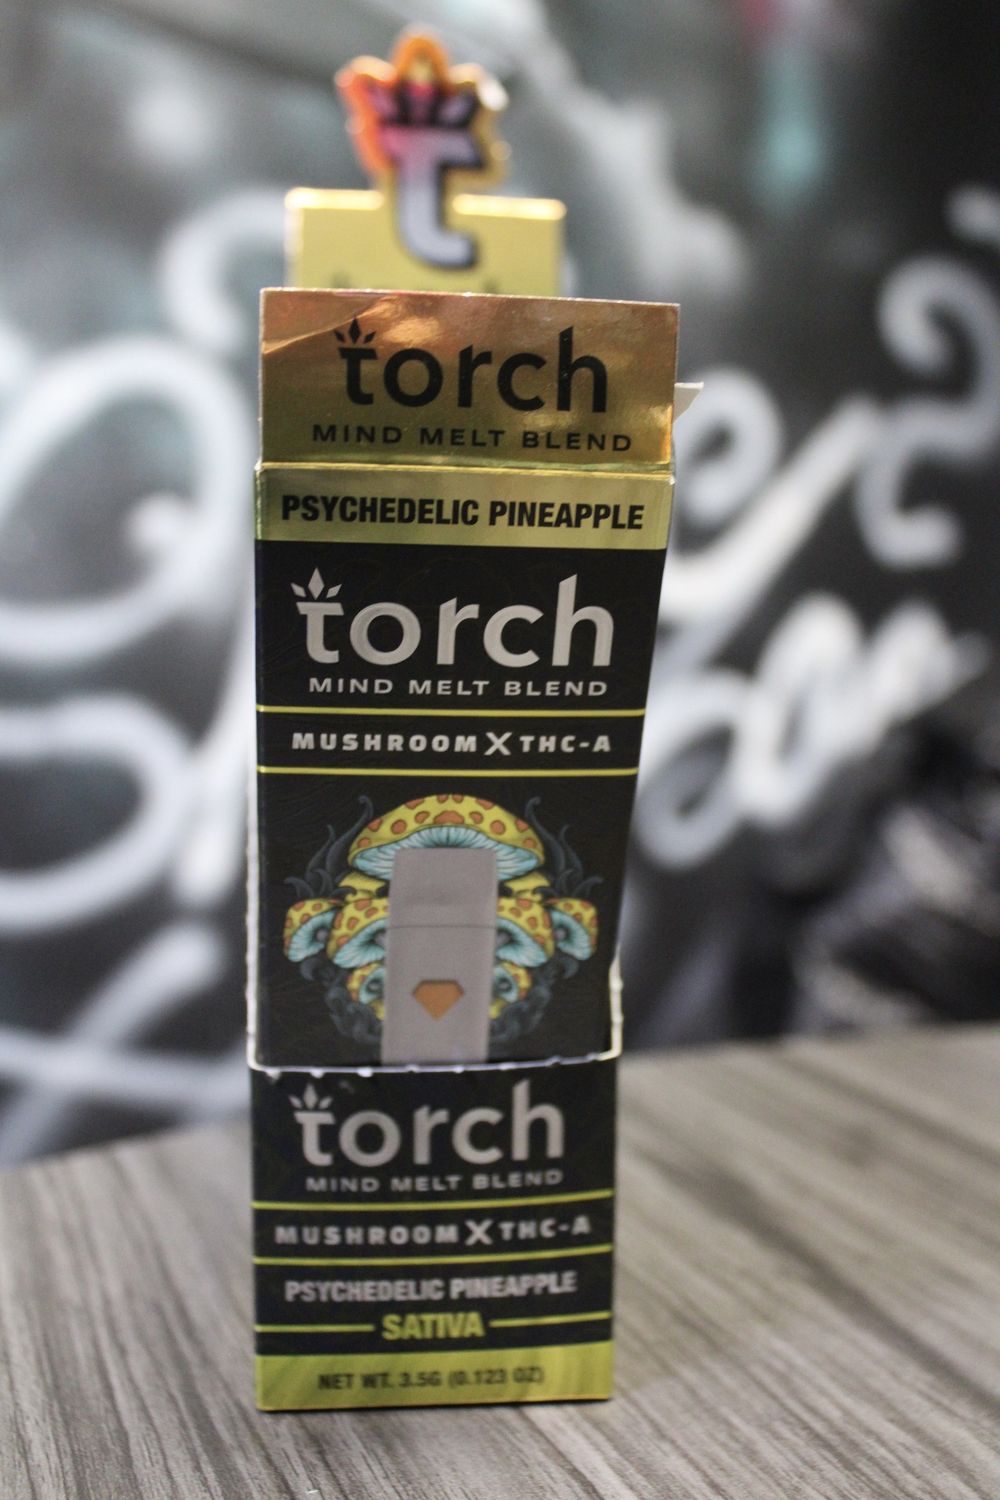 t
torch
MIND MELT BLEND
PSYCHEDELIC PINEAPPLE
torch
MIND MELT BLEND
MUSHROOM X THC-A
torch
MIND MELT BLEND
MUSHROOM X THC-A
PSYCHEDELIC PINEAPPLE
SATIVA
NET WT. 3.5G (0.123 OZ)